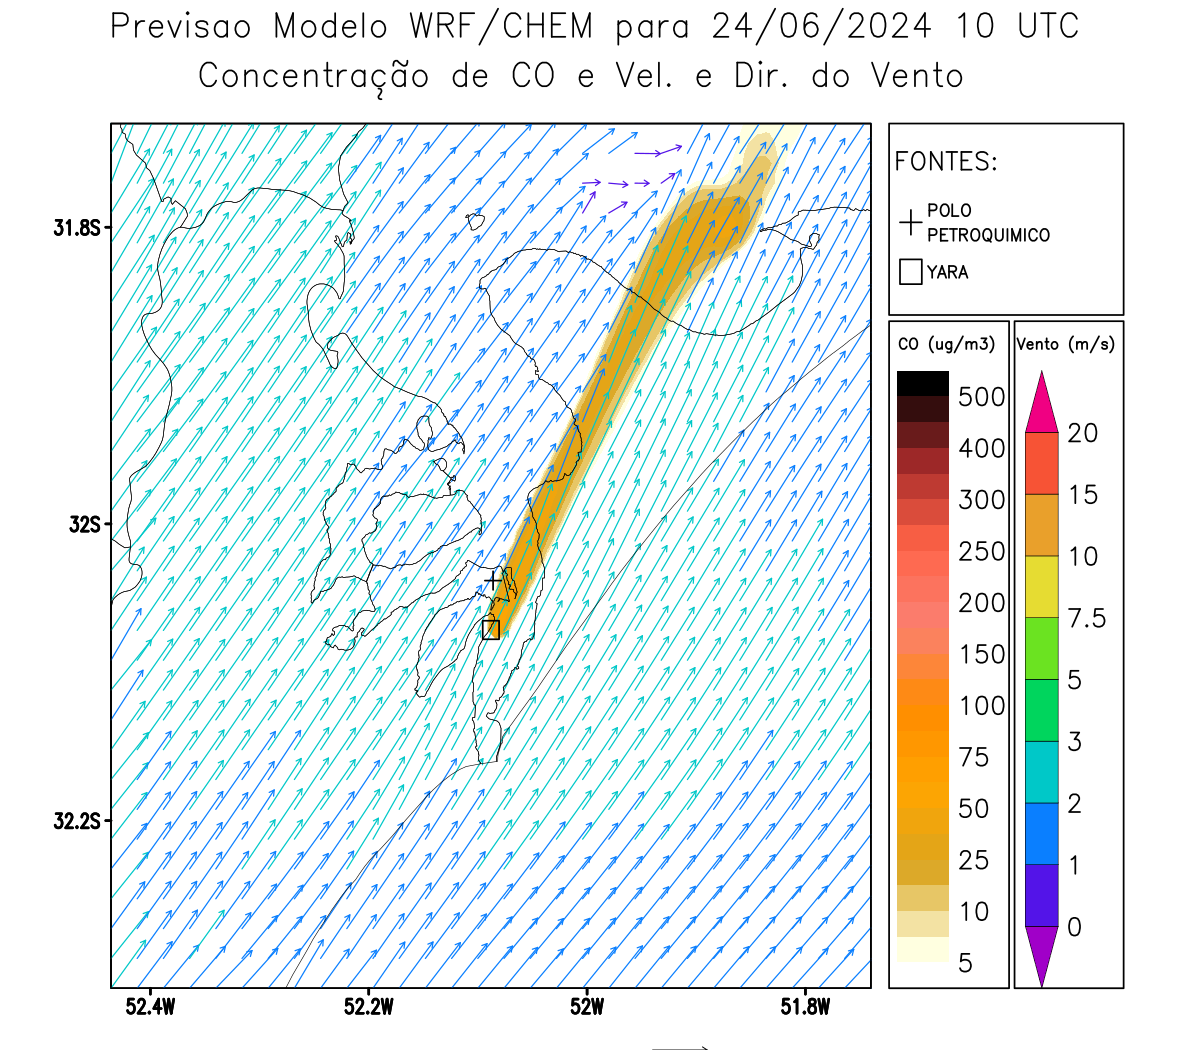 Previsao Modelo WRF/CHEM para 24/06/2024 10 UTC
Concentração de CO e Vel. e Dir. do Vento
FONTES:
POLO
PETROQUIMICO
YARA
CO (ug/m3)
500
400
300
250
200
150
100
75
50
25
10
5
Vento (m/s)
20
15
10
7.5
5
3
2
1
0
31.8S
32S
32.2S
52.4W
52.2W
52W
51.8W